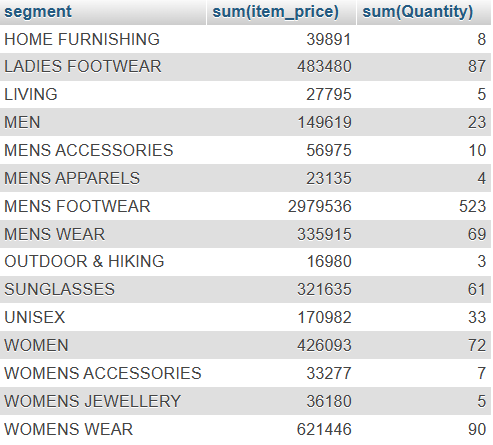 segment sum(item_price) sum(Quantity)
HOME FURNISHING 39891 8
LADIES FOOTWEAR 483480 87
LIVING 27795 5
MEN 149619 23
MENS ACCESSORIES 56975 10
MENS APPARELS 23135 4
MENS FOOTWEAR 2979536 523
MENS WEAR 335915 69
OUTDOOR & HIKING 16980 3
SUNGLASSES 321635 61
UNISEX 170982 33
WOMEN 426093 72
WOMENS ACCESSORIES 33277 7
WOMENS JEWELLERY 36180 5
WOMENS WEAR 621446 90